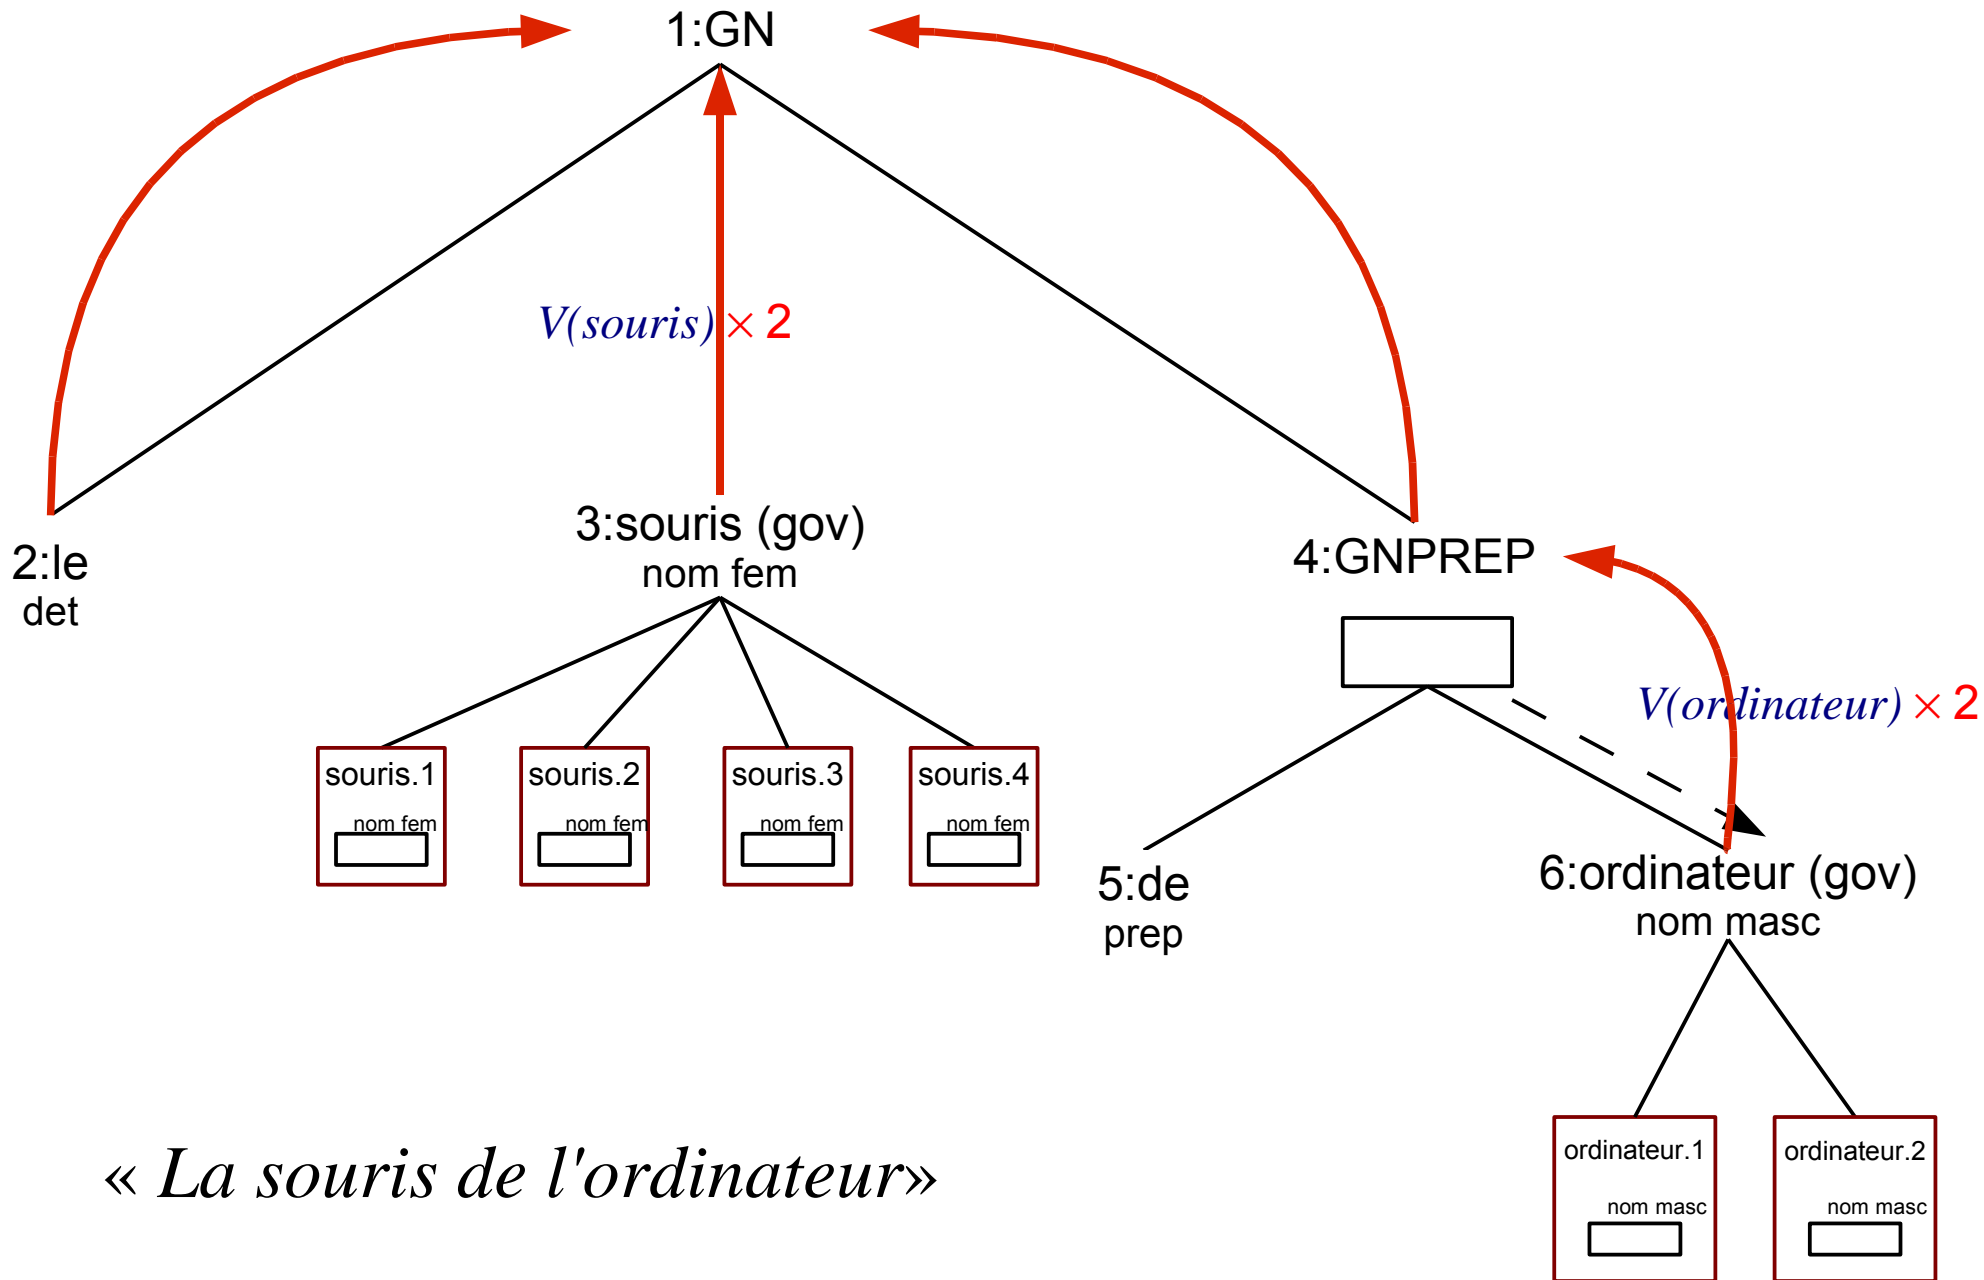 1:GN
V(souris) × 2
3:souris (gov)
nom fem
2:le
det
4:GNPREP
V(ordinateur) × 2
souris.1
nom fem
souris.2
nom fem
souris.3
nom fem
souris.4
nom fem
5:de
prep
6:ordinateur (gov)
nom masc
ordinateur.1
nom masc
ordinateur.2
nom masc
« La souris de l'ordinateur»